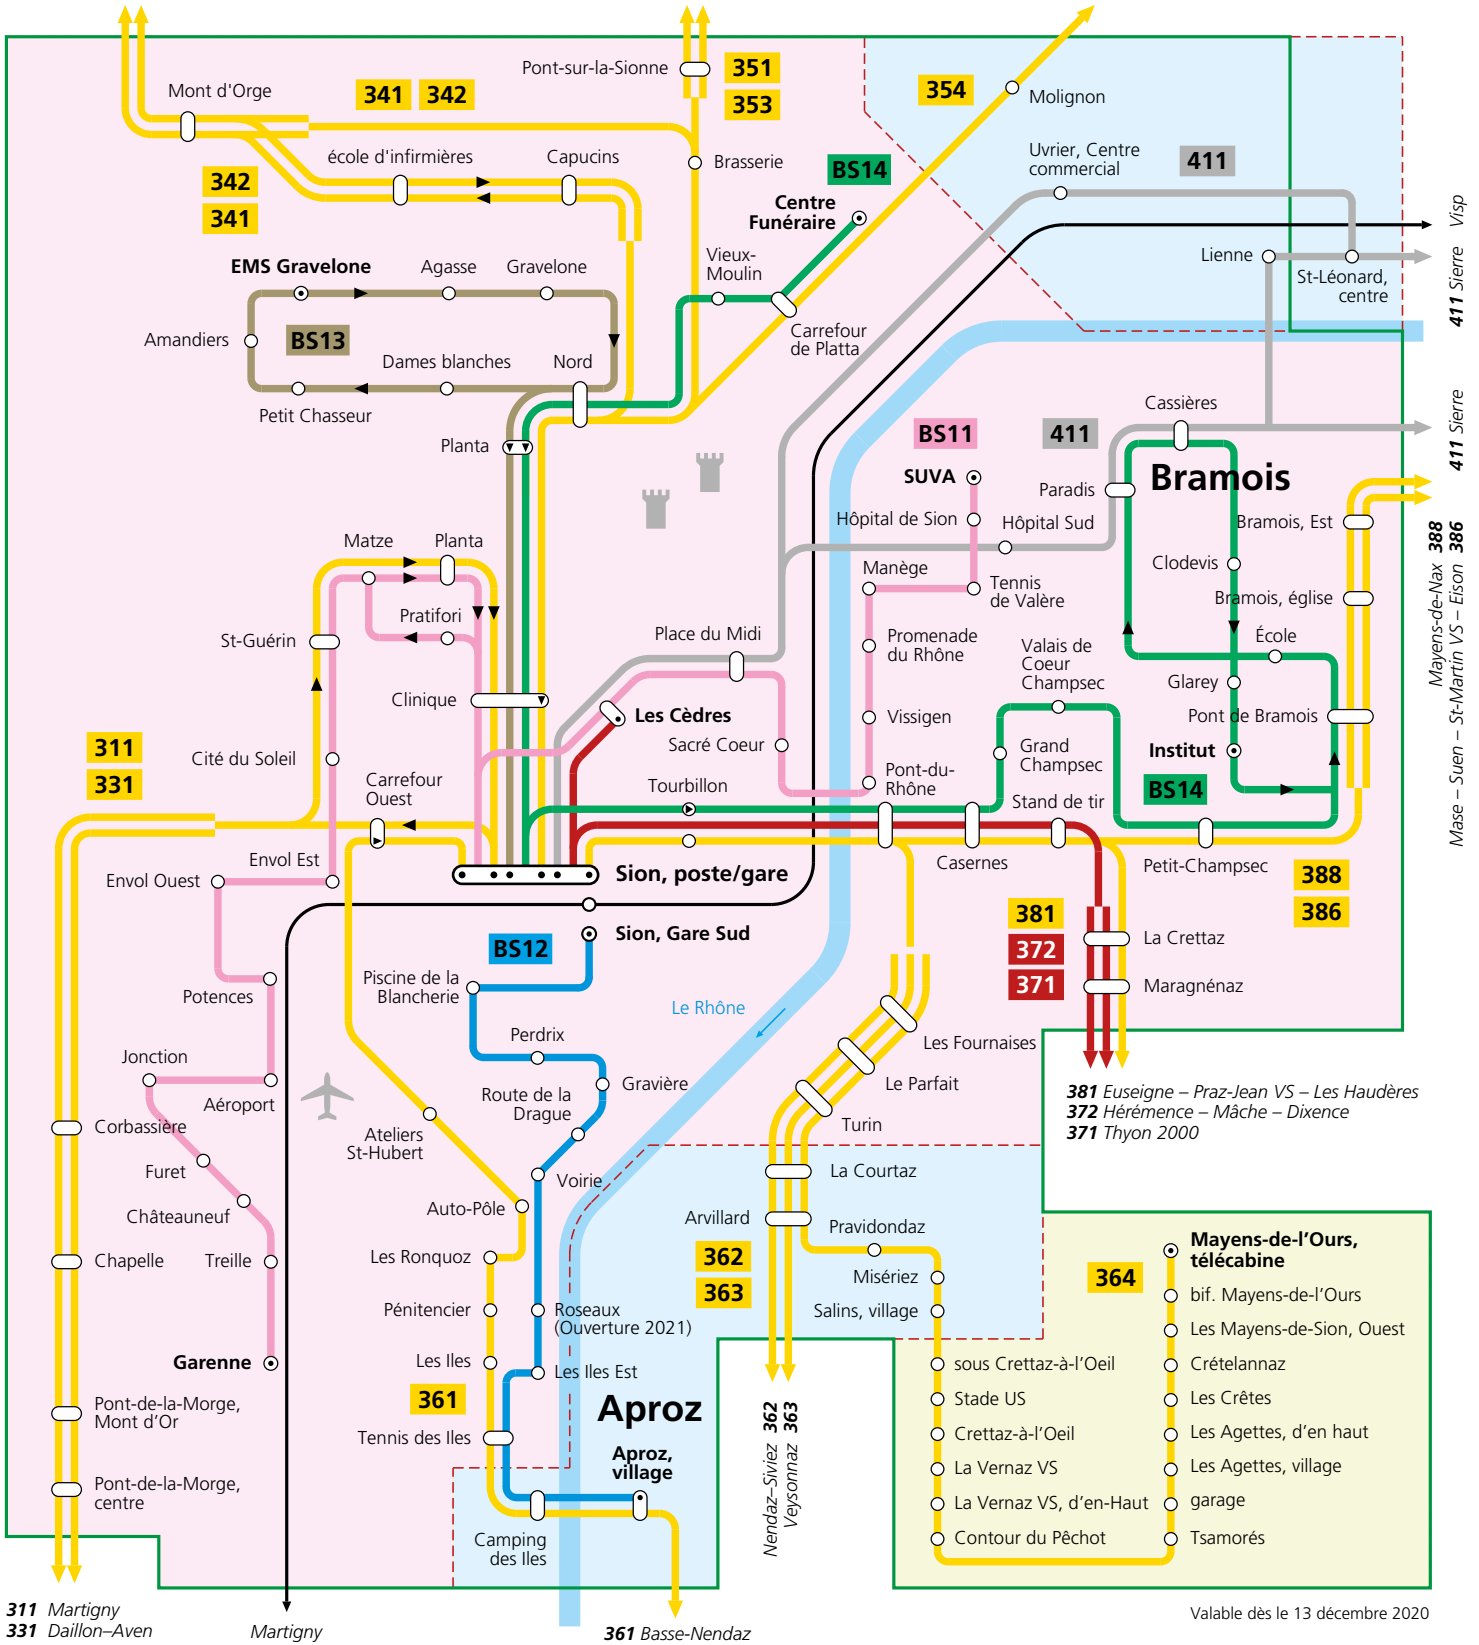 Pont-sur-la-Sionne
351
353
Mont d'Orge
341
342
354
Molignon
école d'infirmières
Capucins
Brasserie
342
341
BS14
Centre
Funéraire
Uvrier, Centre
commercial
411
Visp
EMS Gravelone
Agasse
Gravelone
Vieux-
Moulin
Lienne
St-Léonard,
centre
411 Sierre
Amandiers
BS13
Carrefour
de Platta
Dames blanches
Nord
Petit Chasseur
Planta
Cassières
BS11
411
411 Sierre
SUVA
Paradis
Bramois
Hôpital de Sion
Hôpital Sud
Bramois, Est
Matze
Planta
Manège
Tennis
de Valère
Clodevis
Pratifori
Bramois, église
St-Guérin
Place du Midi
Promenade
du Rhône
Valais de
Coeur
Champsec
École
Glarey
Mayens-de-Nax 388
Mase – Suen – St-Martin VS – Eison 386
Clinique
Les Cèdres
Vissigen
Pont de Bramois
311
331
Cité du Soleil
Sacré Coeur
Grand
Champsec
Institut
Carrefour
Ouest
Tourbillon
Pont-du-
Rhône
Stand de tir
BS14
Envol Est
Envol Ouest
Sion, poste/gare
Casernes
Petit-Champsec
388
386
BS12
Sion, Gare Sud
381
372
371
La Crettaz
Piscine de la
Blancherie
Maragnénaz
Potences
Le Rhône
Perdrix
Les Fournaises
Jonction
Gravière
Le Parfait
Route de la
Drague
381 Euseigne – Praz-Jean VS – Les Haudères
372 Hérémence – Mâche – Dixence
371 Thyon 2000
Aéroport
Corbassière
Ateliers
St-Hubert
Turin
Furet
Voirie
La Courtaz
Châteauneuf
Auto-Pôle
Arvillard
Pravidondaz
Chapelle
Treille
Les Ronquoz
362
363
Misériez
Salins, village
364
Mayens-de-l’Ours,
télécabine
bif. Mayens-de-l’Ours
Pénitencier
Roseaux
(Ouverture 2021)
Les Mayens-de-Sion, Ouest
Garenne
Les Iles
Les Iles Est
sous Crettaz-à-l’Oeil
Crételannaz
361
Aproz
Stade US
Les Crêtes
Pont-de-la-Morge,
Mont d’Or
Tennis des Iles
Crettaz-à-l’Oeil
Les Agettes, d’en haut
Aproz,
village
Nendaz–Siviez 362
Veysonnaz 363
La Vernaz VS
Les Agettes, village
Pont-de-la-Morge,
centre
La Vernaz VS, d’en-Haut
garage
Camping
des Iles
Contour du Pêchot
Tsamorés
311 Martigny
331 Daillon–Aven
Martigny
361 Basse-Nendaz
Valable dès le 13 décembre 2020